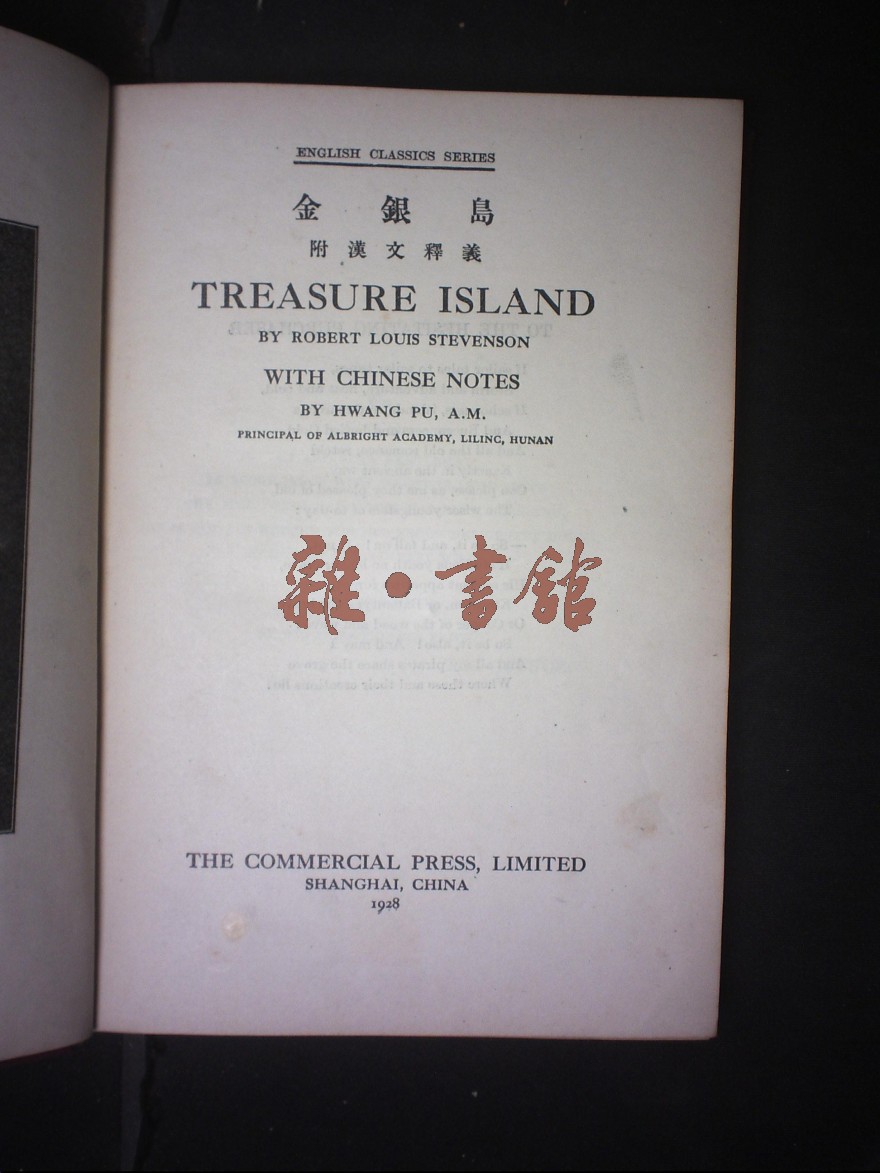 ENGLISH CLASSICS SERIES
金銀島
附漢文釋義
TREASURE ISLAND
BY ROBERT LOUIS STEVENSON
WITH CHINESE NOTES
BY HWANG PU, A.M.
PRINCIPAL OF ALBRIGHT ACADEMY, LILINC, HUNAN
雜·書館
THE COMMERCIAL PRESS, LIMITED
SHANGHAI, CHINA
1928